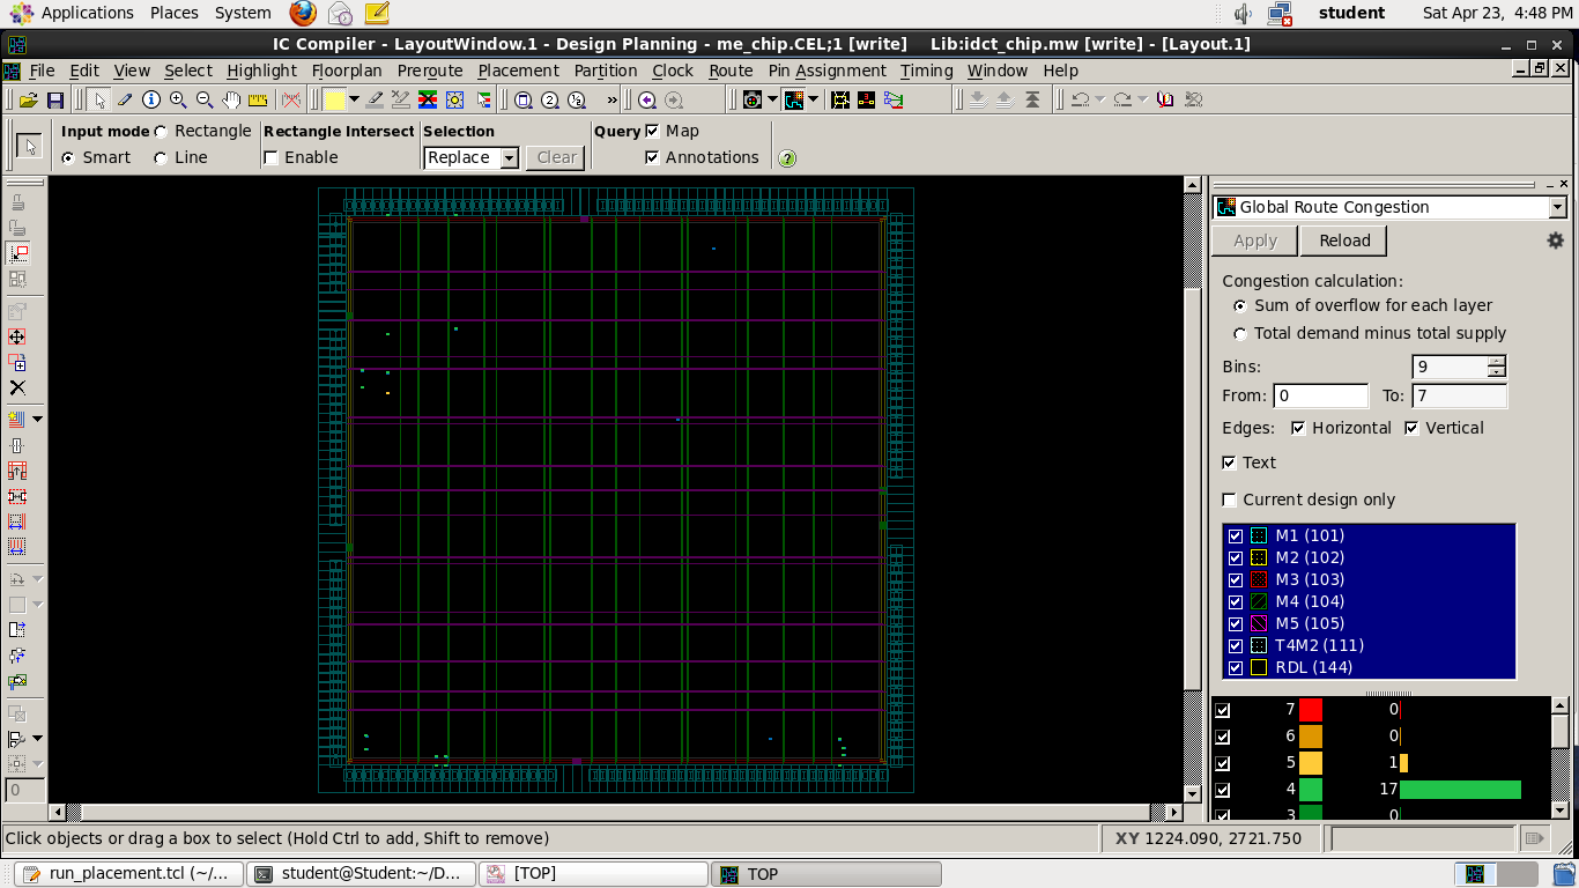 Applications Places System
student Sat Apr 23, 4:48 PM
IC Compiler - LayoutWindow.1 - Design Planning - me_chip.CEL;1 [write] Lib:idct_chip.mw [write] - [Layout.1]
File Edit View Select Highlight Floorplan Preroute Placement Partition Clock Route Pin Assignment Timing Window Help
Input mode Rectangle Rectangle Intersect Selection Query Map
Smart Line Enable Replace Clear Annotations
Global Route Congestion
Apply Reload
Congestion calculation:
Sum of overflow for each layer
Total demand minus total supply
Bins: 9
From: 0 To: 7
Edges: Horizontal Vertical
Text
Current design only
M1 (101)
M2 (102)
M3 (103)
M4 (104)
M5 (105)
T4M2 (111)
RDL (144)
7 0
6 0
5 1
4 17
3 0
0
Click objects or drag a box to select (Hold Ctrl to add, Shift to remove)
XY 1224.090, 2721.750
run_placement.tcl (~/... student@Student:~/D... [TOP] TOP